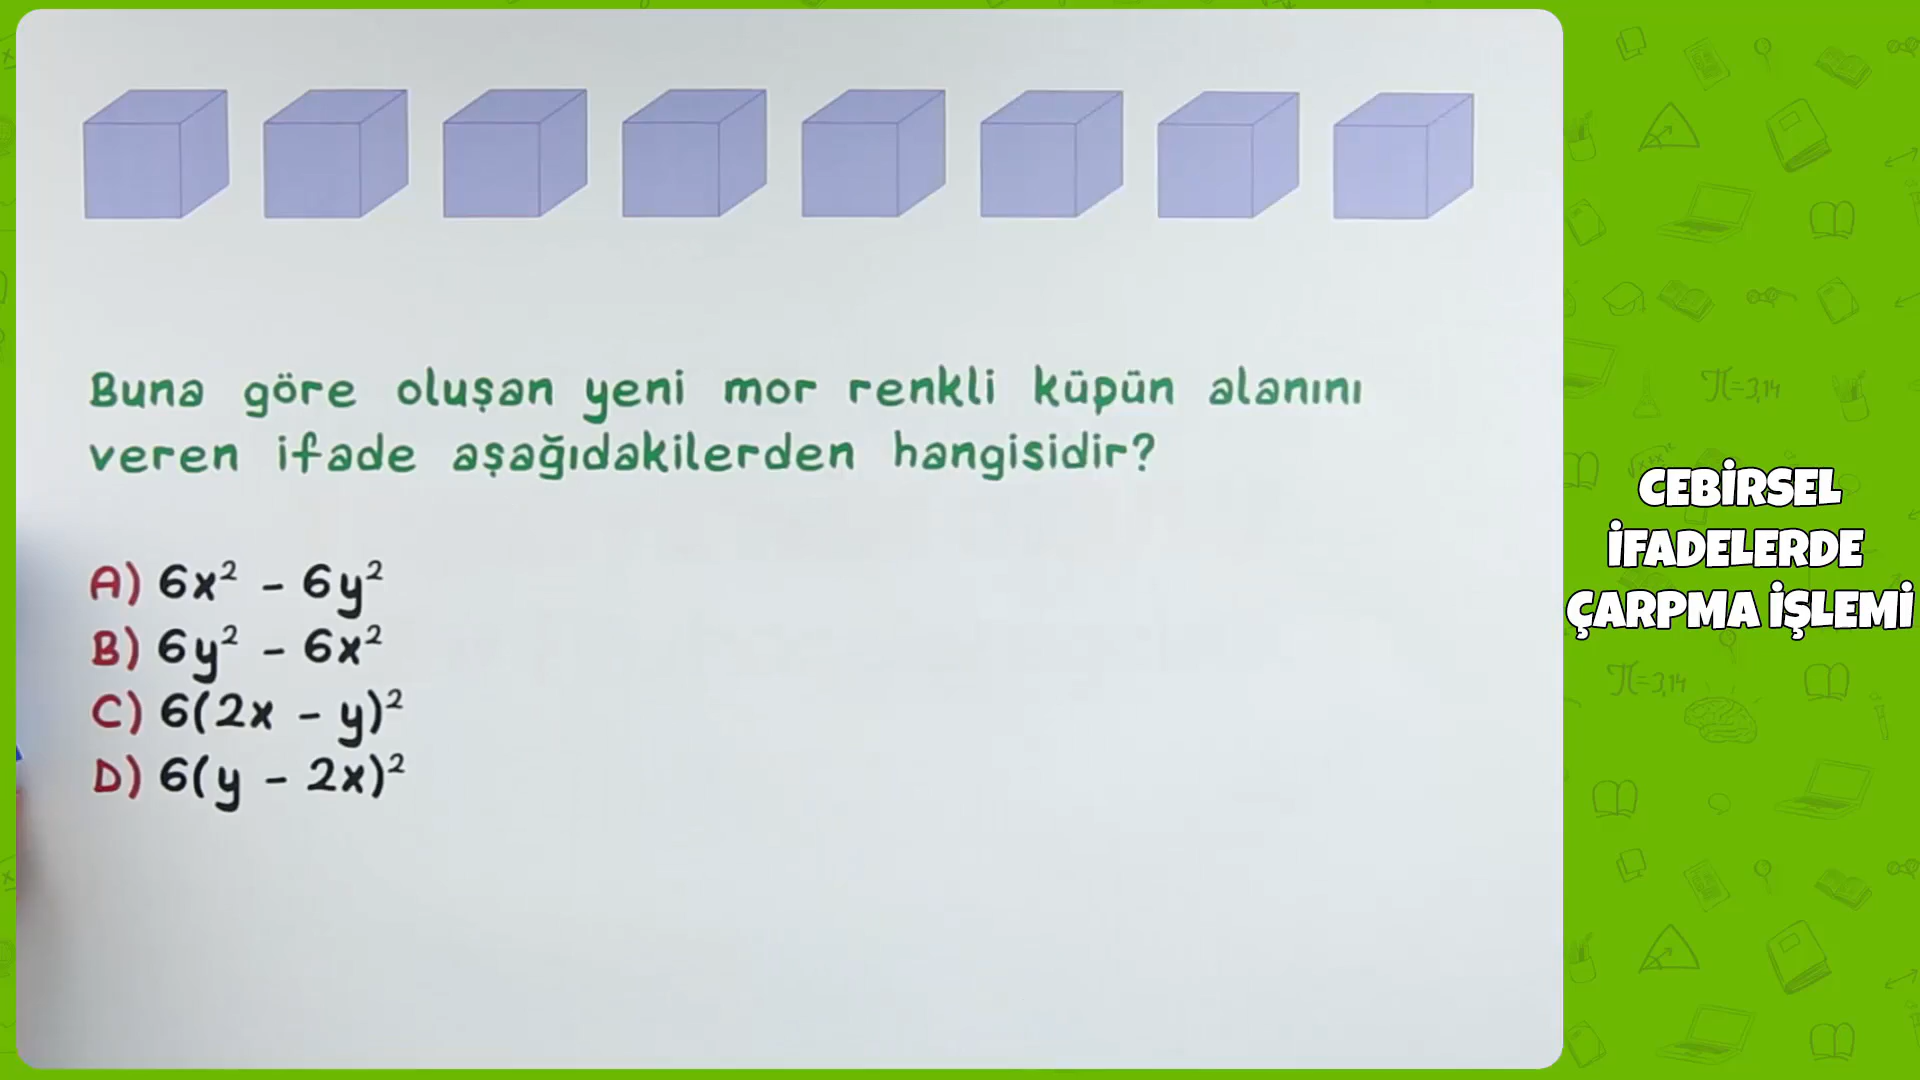 Buna göre oluşan yeni mor renkli küpün alanını
veren ifade aşağıdakilerden hangisidir?
A) 6x² - 6y²
B) 6y² - 6x²
C) 6(2x - y)²
D) 6(y - 2x)²
CEBİRSEL
İFADELERDE
ÇARPMA İŞLEMİ
π=3,14
π=3,14